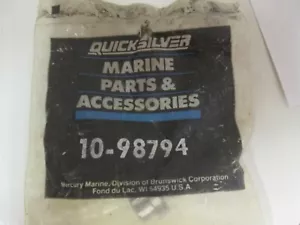 QUICKSILVER
MARINE
PARTS &
ACCESSORIES
10-98794
Mercury Marine, Division of Brunswick Corporation
Fond du Lac, WI 54935 U.S.A.